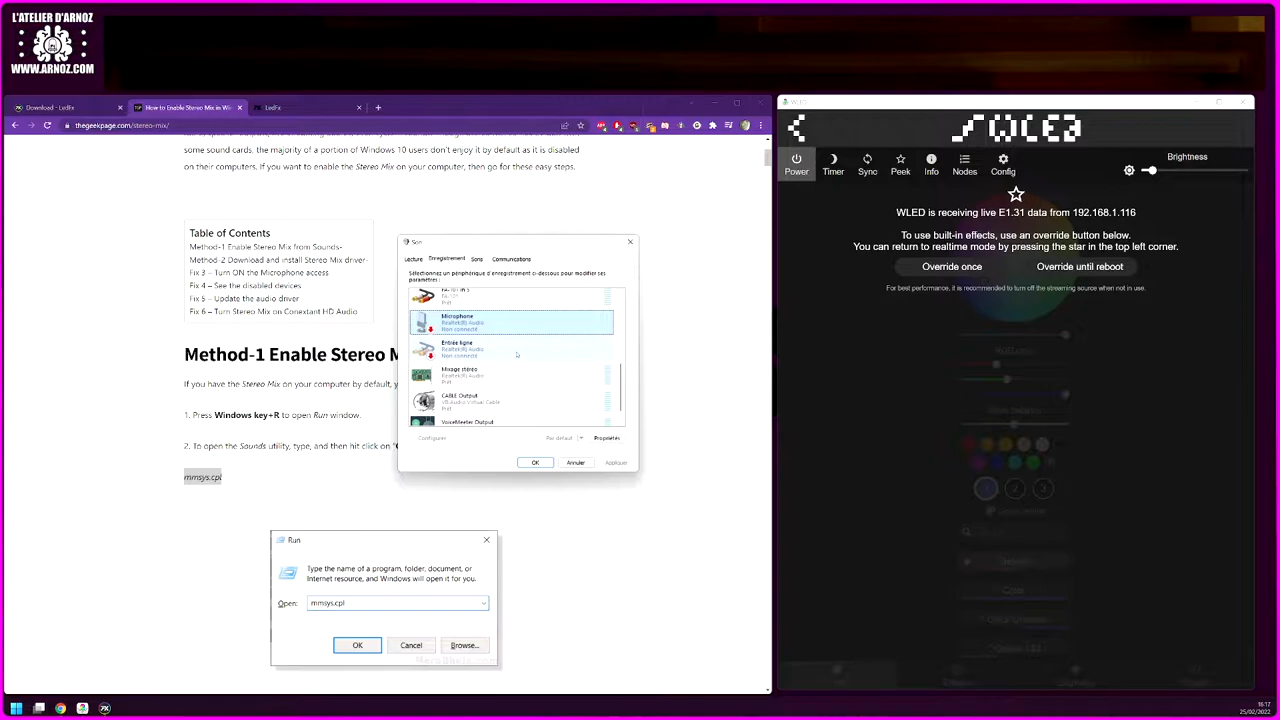 L'ATELIER D'ARNOZ
WWW.ARNOZ.COM
Download - LedFx
How to Enable Stereo Mix in Wi
LedFx
thegeekpage.com/stereo-mix/
some sound cards, the majority of a portion of Windows 10 users don't enjoy it by default as it is disabled
on their computers. If you want to enable the Stereo Mix on your computer, then go for these easy steps.
Table of Contents
Method-1 Enable Stereo Mix from Sounds-
Method-2 Download and install Stereo Mix driver-
Fix 3 – Turn ON the Microphone access
Fix 4 – See the disabled devices
Fix 5 – Update the audio driver
Fix 6 – Turn Stereo Mix on Conextant HD Audio
Method-1 Enable Stereo M
If you have the Stereo Mix on your computer by default, y
1. Press Windows key+R to open Run window.
2. To open the Sounds utility, type, and then hit click on "
mmsys.cpl
Son
Lecture
Enregistrement
Sons
Communications
Sélectionnez un périphérique d'enregistrement ci-dessous pour modifier ses
paramètres :
Prêt
Microphone
Realtek(R) Audio
Non connecté
Entrée ligne
Realtek(R) Audio
Non connecté
Mixage stéréo
Realtek(R) Audio
Prêt
CABLE Output
VB-Audio Virtual Cable
Prêt
VoiceMeeter Output
Configurer
Par défaut
Propriétés
OK
Annuler
Appliquer
Run
Type the name of a program, folder, document, or
Internet resource, and Windows will open it for you.
Open:
mmsys.cpl
OK
Cancel
Browse...
WLED
WLED
Power
Timer
Sync
Peek
Info
Nodes
Config
Brightness
WLED is receiving live E1.31 data from 192.168.1.116
To use built-in effects, use an override button below.
You can return to realtime mode by pressing the star in the top left corner.
Override once
Override until reboot
For best performance, it is recommended to turn off the streaming source when not in use.
1
2
3
16:17
25/02/2022